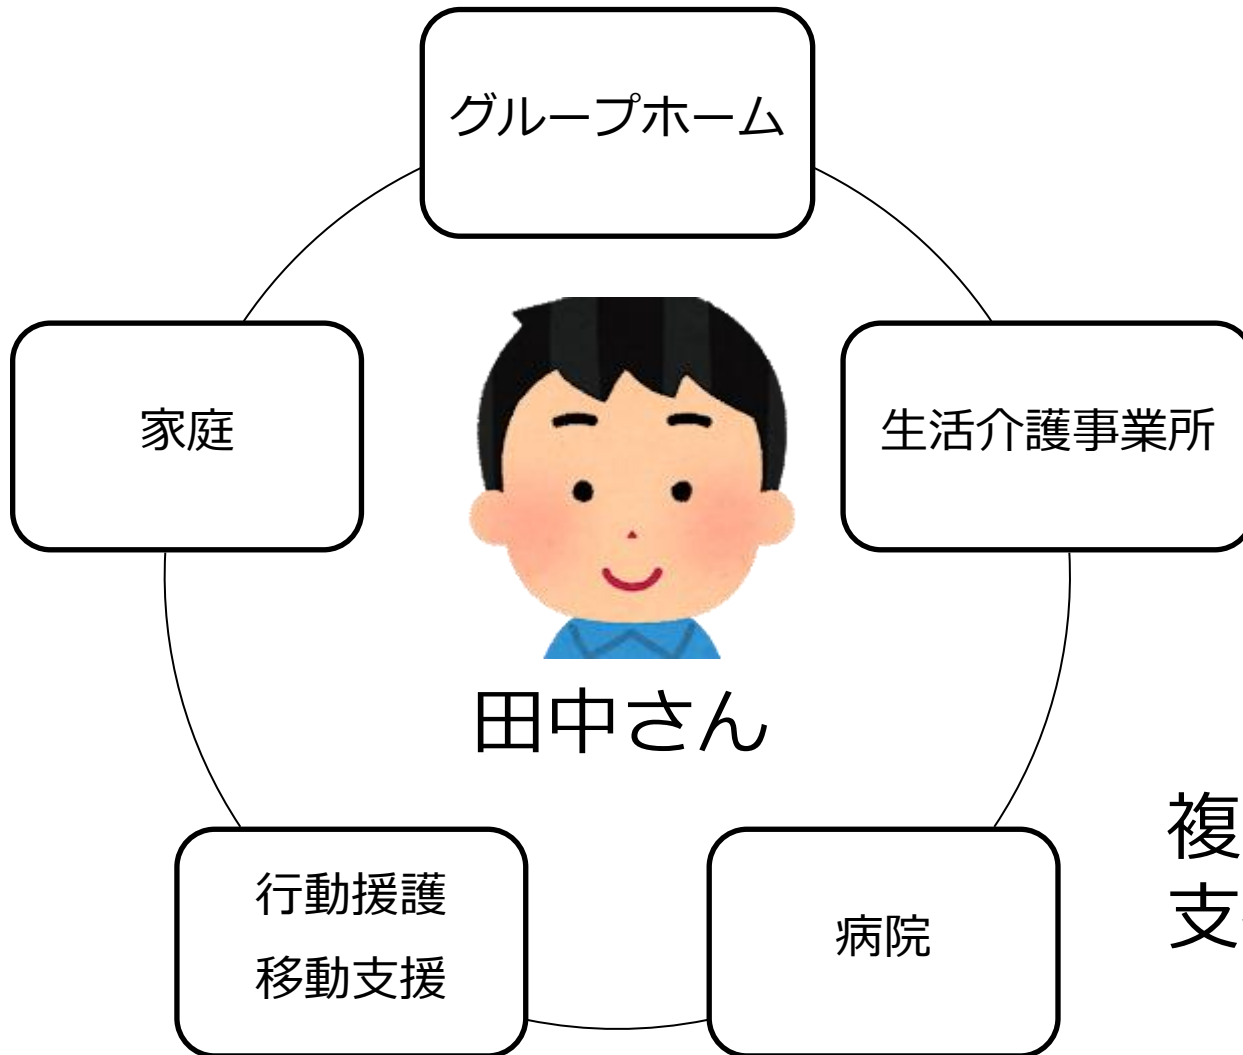 グループホーム
家庭
生活介護事業所
田中さん
行動援護
移動支援
病院
複
支